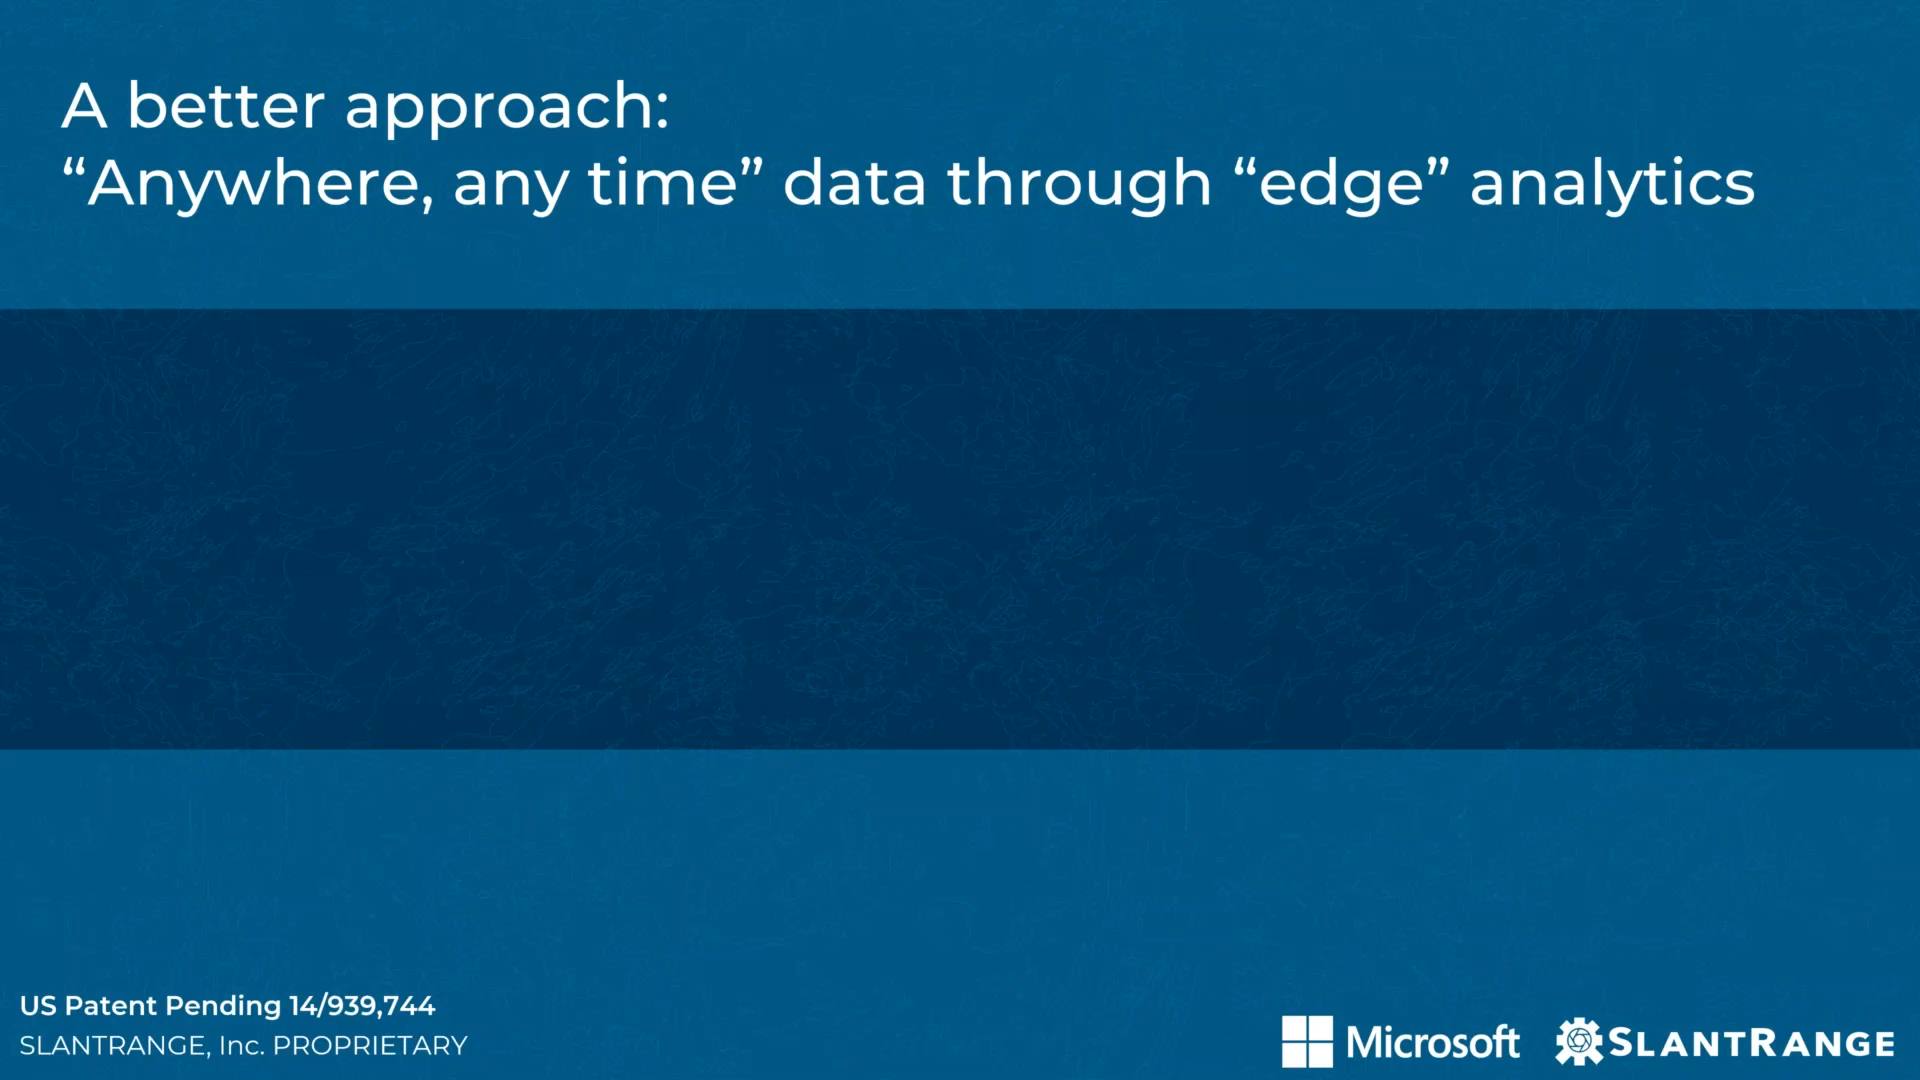 A better approach:
“Anywhere, any time” data through “edge” analytics
US Patent Pending 14/939,744
SLANTRANGE, Inc. PROPRIETARY
Microsoft
SLANTRANGE